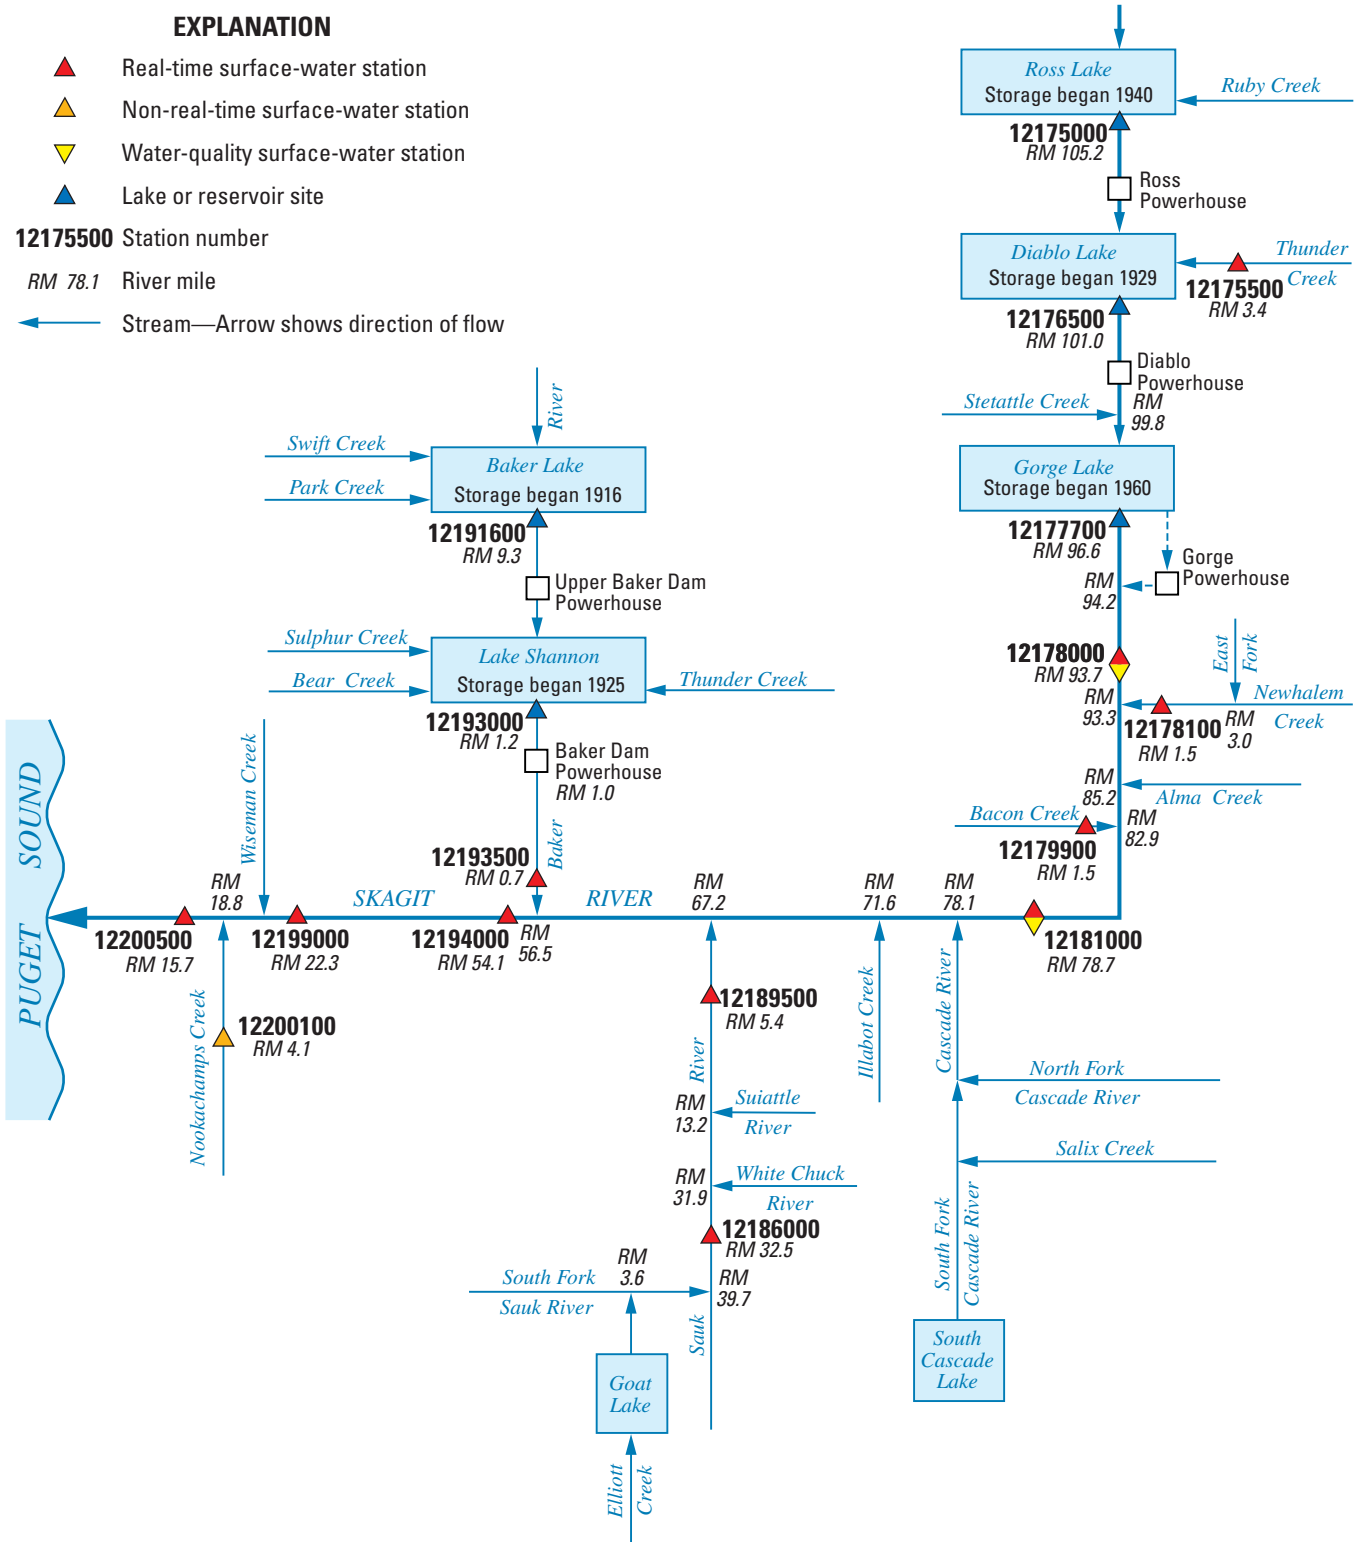 EXPLANATION
Real-time surface-water station
Non-real-time surface-water station
Water-quality surface-water station
Lake or reservoir site
12175500 Station number
RM 78.1 River mile
Stream—Arrow shows direction of flow
Ross Lake
Storage began 1940
Ruby Creek
12175000
RM 105.2
Ross
Powerhouse
Diablo Lake
Storage began 1929
Thunder
Creek
12175500
RM 3.4
12176500
RM 101.0
Diablo
Powerhouse
Stetattle Creek
RM
99.8
Gorge Lake
Storage began 1960
12177700
RM 96.6
Gorge
Powerhouse
RM
94.2
12178000
RM 93.7
East
Fork
Newhalem
Creek
RM
93.3
12178100
RM 1.5
RM
3.0
RM
85.2
Alma Creek
Bacon Creek
RM
82.9
12179900
RM 1.5
River
Swift Creek
Park Creek
Baker Lake
Storage began 1916
12191600
RM 9.3
Upper Baker Dam
Powerhouse
Sulphur Creek
Bear Creek
Lake Shannon
Storage began 1925
Thunder Creek
12193000
RM 1.2
Baker Dam
Powerhouse
RM 1.0
Baker
12193500
RM 0.7
Wiseman Creek
PUGET SOUND
RM
18.8
SKAGIT RIVER
RM
67.2
RM
71.6
RM
78.1
12200500
RM 15.7
12199000
RM 22.3
12194000
RM 54.1
RM
56.5
12181000
RM 78.7
Nookachamps Creek
12200100
RM 4.1
12189500
RM 5.4
River
Illabot Creek
Cascade River
Suiattle
River
RM
13.2
North Fork
Cascade River
White Chuck
River
RM
31.9
Salix Creek
12186000
RM 32.5
South Fork
Cascade River
South Fork
Sauk River
RM
3.6
RM
39.7
Sauk
Goat
Lake
South
Cascade
Lake
Elliott
Creek